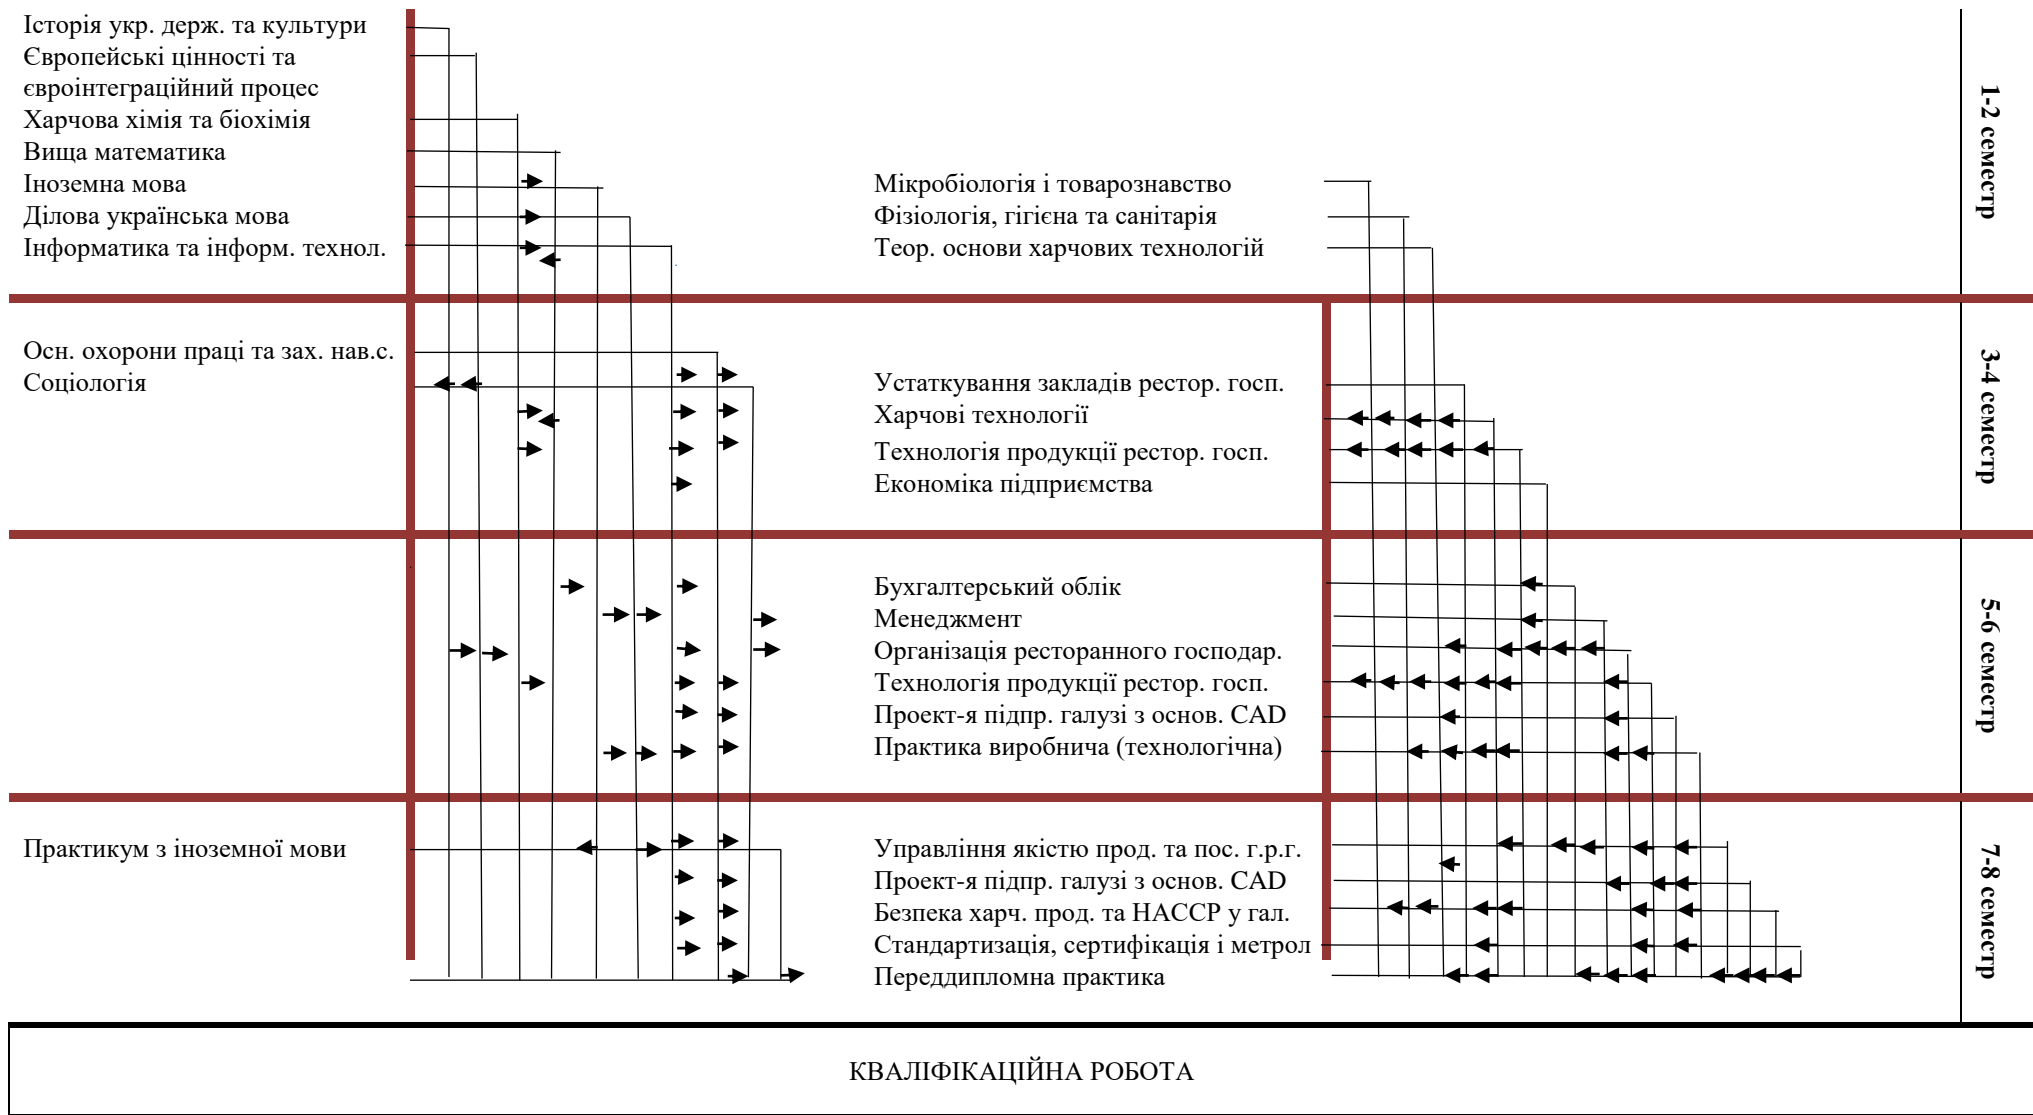 Історія укр. держ. та культури
Європейські цінності та
євроінтеграційний процес
Харчова хімія та біохімія
Вища математика
Іноземна мова
Ділова українська мова
Інформатика та інформ. технол.
Мікробіологія і товарознавство
Фізіологія, гігієна та санітарія
Теор. основи харчових технологій
1-2 семестр
Осн. охорони праці та зах. нав.с.
Соціологія
Устаткування закладів рестор. госп.
Харчові технології
Технологія продукції рестор. госп.
Економіка підприємства
3-4 семестр
Бухгалтерський облік
Менеджмент
Організація ресторанного господар.
Технологія продукції рестор. госп.
Проект-я підпр. галузі з основ. CAD
Практика виробнича (технологічна)
5-6 семестр
Практикум з іноземної мови
Управління якістю прод. та пос. г.р.г.
Проект-я підпр. галузі з основ. CAD
Безпека харч. прод. та НАССР у гал.
Стандартизація, сертифікація і метрол
Переддипломна практика
7-8 семестр
КВАЛІФІКАЦІЙНА РОБОТА